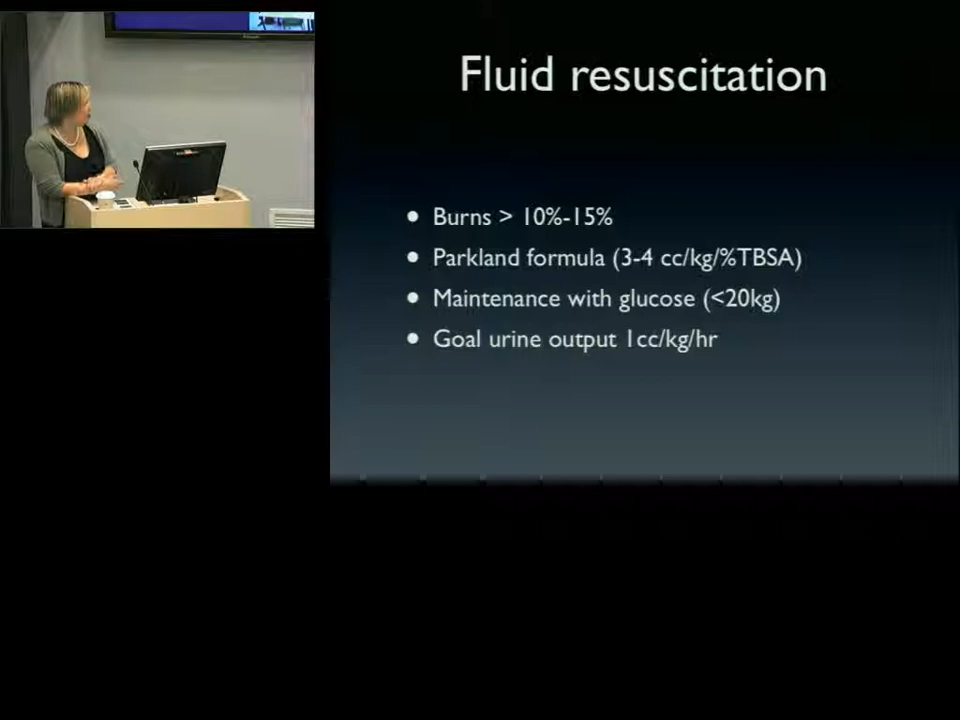 Fluid resuscitation
• Burns > 10%-15%
• Parkland formula (3-4 cc/kg/%TBSA)
• Maintenance with glucose (<20kg)
• Goal urine output 1cc/kg/hr